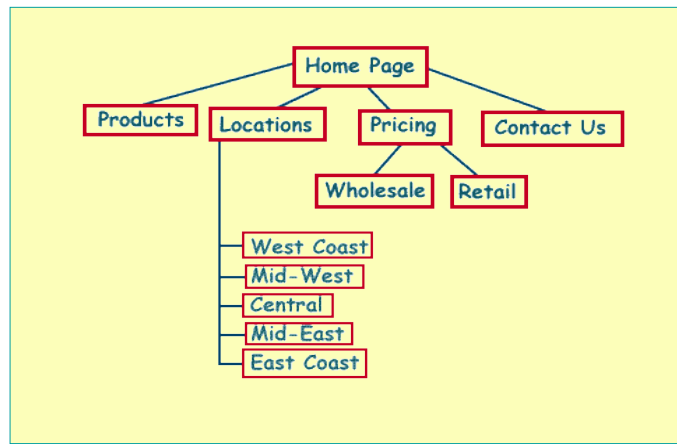 Home Page
Products
Locations
Pricing
Contact Us
Wholesale
Retail
West Coast
Mid-West
Central
Mid-East
East Coast